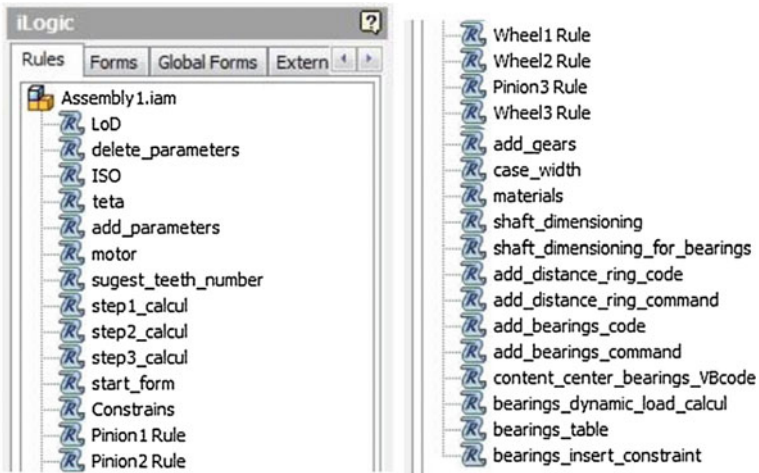 iLogic
Rules Forms Global Forms Extern
Assembly1.iam
LoD
delete_parameters
ISO
teta
add_parameters
motor
sugest_teeth_number
step1_calcul
step2_calcul
step3_calcul
start_form
Constrains
Pinion1 Rule
Pinion2 Rule
Wheel1 Rule
Wheel2 Rule
Pinion3 Rule
Wheel3 Rule
add_gears
case_width
materials
shaft_dimensioning
shaft_dimensioning_for_bearings
add_distance_ring_code
add_distance_ring_command
add_bearings_code
add_bearings_command
content_center_bearings_VBcode
bearings_dynamic_load_calcul
bearings_table
bearings_insert_constraint